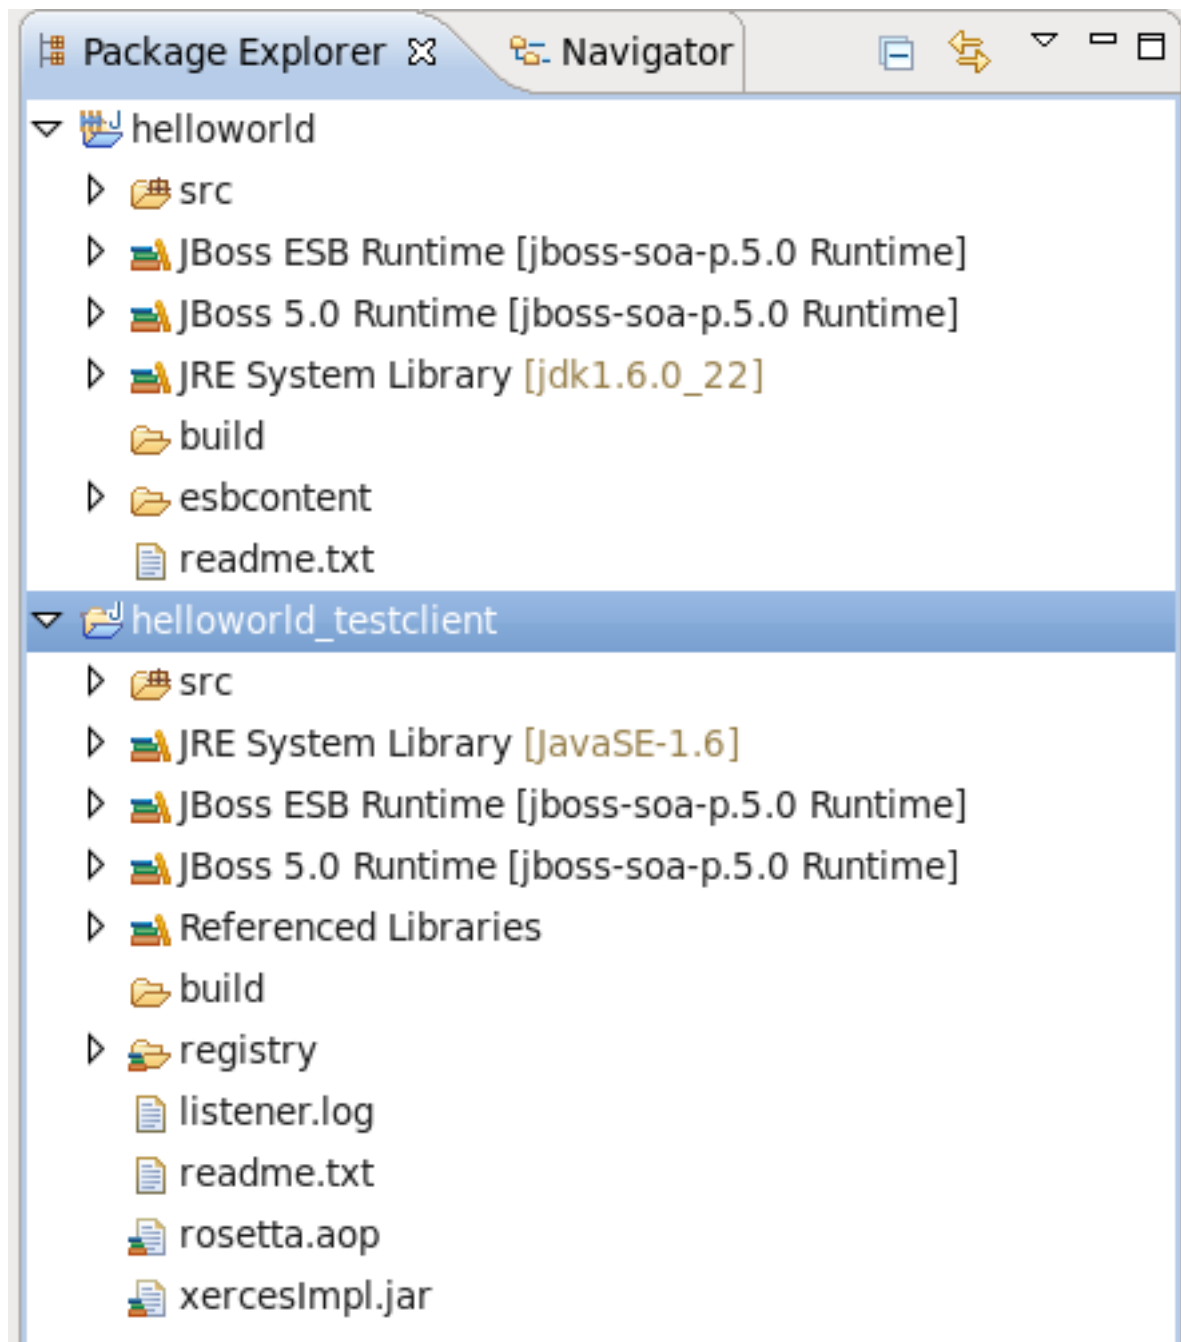 Package Explorer Navigator
helloworld
src
JBoss ESB Runtime [jboss-soa-p.5.0 Runtime]
JBoss 5.0 Runtime [jboss-soa-p.5.0 Runtime]
JRE System Library [jdk1.6.0_22]
build
esbcontent
readme.txt
helloworld_testclient
src
JRE System Library [JavaSE-1.6]
JBoss ESB Runtime [jboss-soa-p.5.0 Runtime]
JBoss 5.0 Runtime [jboss-soa-p.5.0 Runtime]
Referenced Libraries
build
registry
listener.log
readme.txt
rosetta.aop
xercesImpl.jar